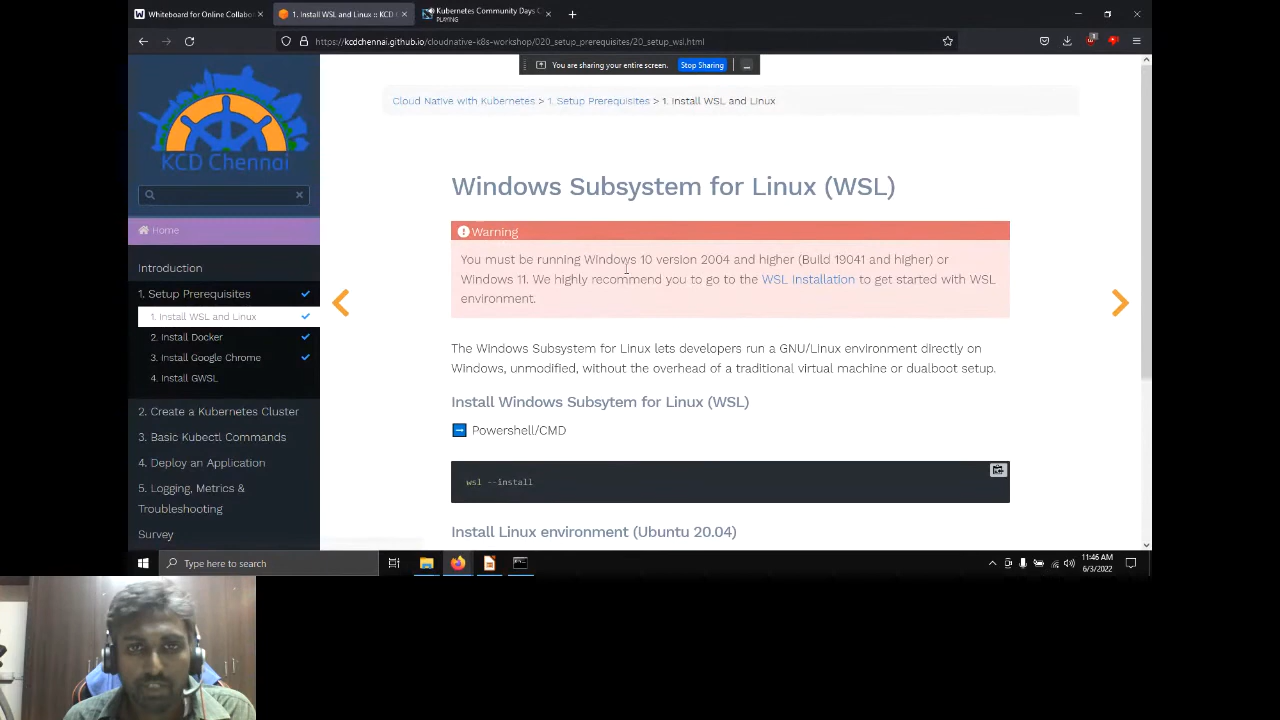 Whiteboard for Online Collabo
1. Install WSL and Linux :: KCD
Kubernetes Community Days C
PLAYING
https://kcdchennai.github.io/cloudnative-k8s-workshop/020_setup_prerequisites/20_setup_wsl.html
1
You are sharing your entire screen.
Stop Sharing
KCD Chennai
Home
Introduction
1. Setup Prerequisites
1. Install WSL and Linux
2. Install Docker
3. Install Google Chrome
4. Install GWSL
2. Create a Kubernetes Cluster
3. Basic Kubectl Commands
4. Deploy an Application
5. Logging, Metrics &
Troubleshooting
Survey
Cloud Native with Kubernetes > 1. Setup Prerequisites > 1. Install WSL and Linux
Windows Subsystem for Linux (WSL)
Warning
You must be running Windows 10 version 2004 and higher (Build 19041 and higher) or
Windows 11. We highly recommend you to go to the WSL Installation to get started with WSL
environment.
The Windows Subsystem for Linux lets developers run a GNU/Linux environment directly on
Windows, unmodified, without the overhead of a traditional virtual machine or dualboot setup.
Install Windows Subsytem for Linux (WSL)
Powershell/CMD
wsl --install
Install Linux environment (Ubuntu 20.04)
Type here to search
11:46 AM
6/3/2022